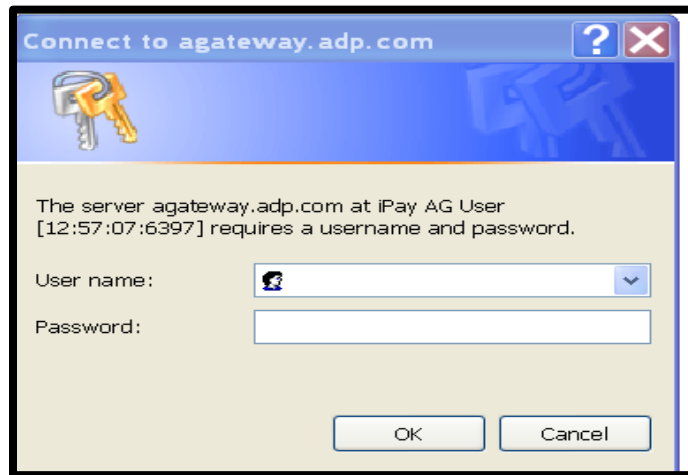 Connect to agateway.adp.com
The server agateway.adp.com at iPay AG User
[12:57:07:6397] requires a username and password.
User name:
Password:
OK Cancel